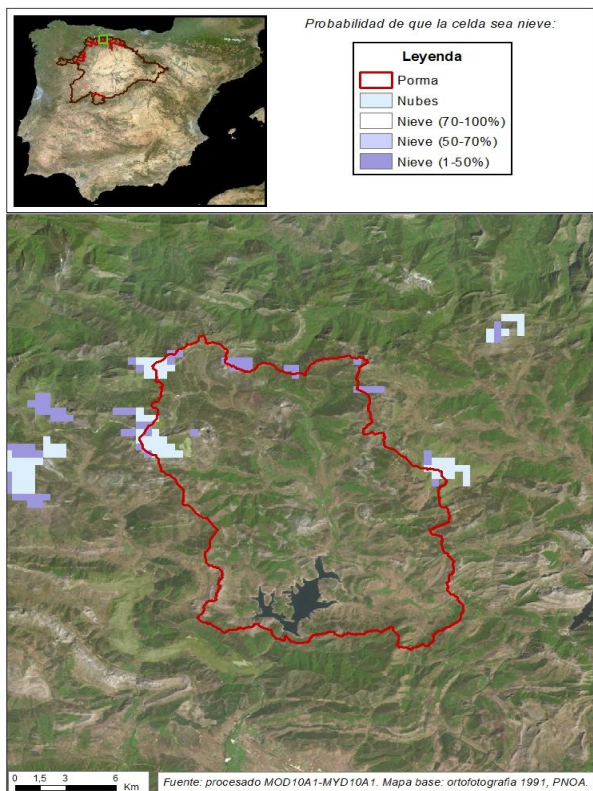 Probabilidad de que la celda sea nieve:
Leyenda
Porma
Nubes
Nieve (70-100%)
Nieve (50-70%)
Nieve (1-50%)
0 1,5 3 6
Km
Fuente: procesado MOD10A1-MYD10A1. Mapa base: ortofotografia 1991, PNOA.